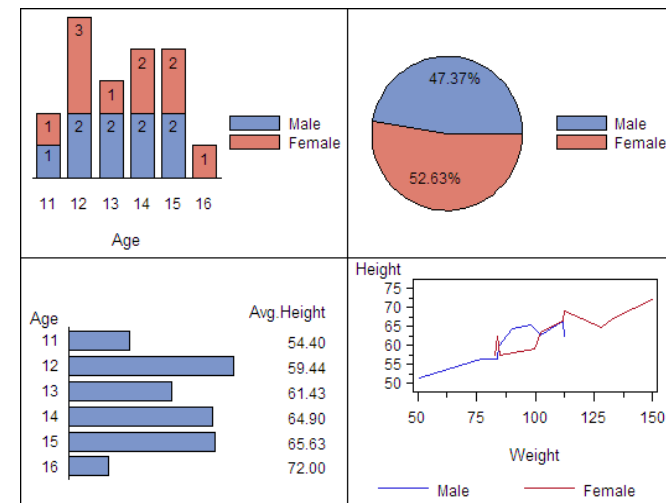 3
2 2
1
1
2 2 2 2
1
1
11 12 13 14 15 16
Age
Male
Female
47.37%
52.63%
Male
Female
Age
Avg.Height
11 54.40
12 59.44
13 61.43
14 64.90
15 65.63
16 72.00
Height
75
70
65
60
55
50
50 75 100 125 150
Weight
Male Female